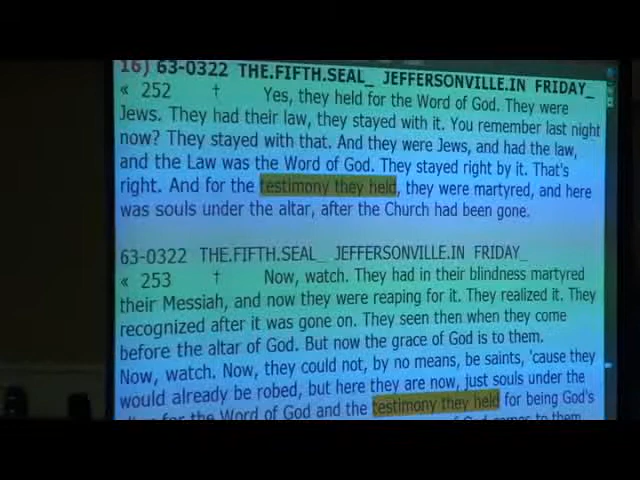 16) 63-0322 THE.FIFTH.SEAL_ JEFFERSONVILLE.IN FRIDAY_
« 252 † Yes, they held for the Word of God. They were
Jews. They had their law, they stayed with it. You remember last night
now? They stayed with that. And they were Jews, and had the law,
and the Law was the Word of God. They stayed right by it. That's
right. And for the testimony they held, they were martyred, and here
was souls under the altar, after the Church had been gone.
63-0322 THE.FIFTH.SEAL_ JEFFERSONVILLE.IN FRIDAY_
« 253 † Now, watch. They had in their blindness martyred
their Messiah, and now they were reaping for it. They realized it. They
recognized after it was gone on. They seen then when they come
before the altar of God. But now the grace of God is to them.
Now, watch. Now, they could not, by no means, be saints, 'cause they
would already be robed, but here they are now, just souls under the
for the Word of God and the testimony they held for being God's
of God comes to them